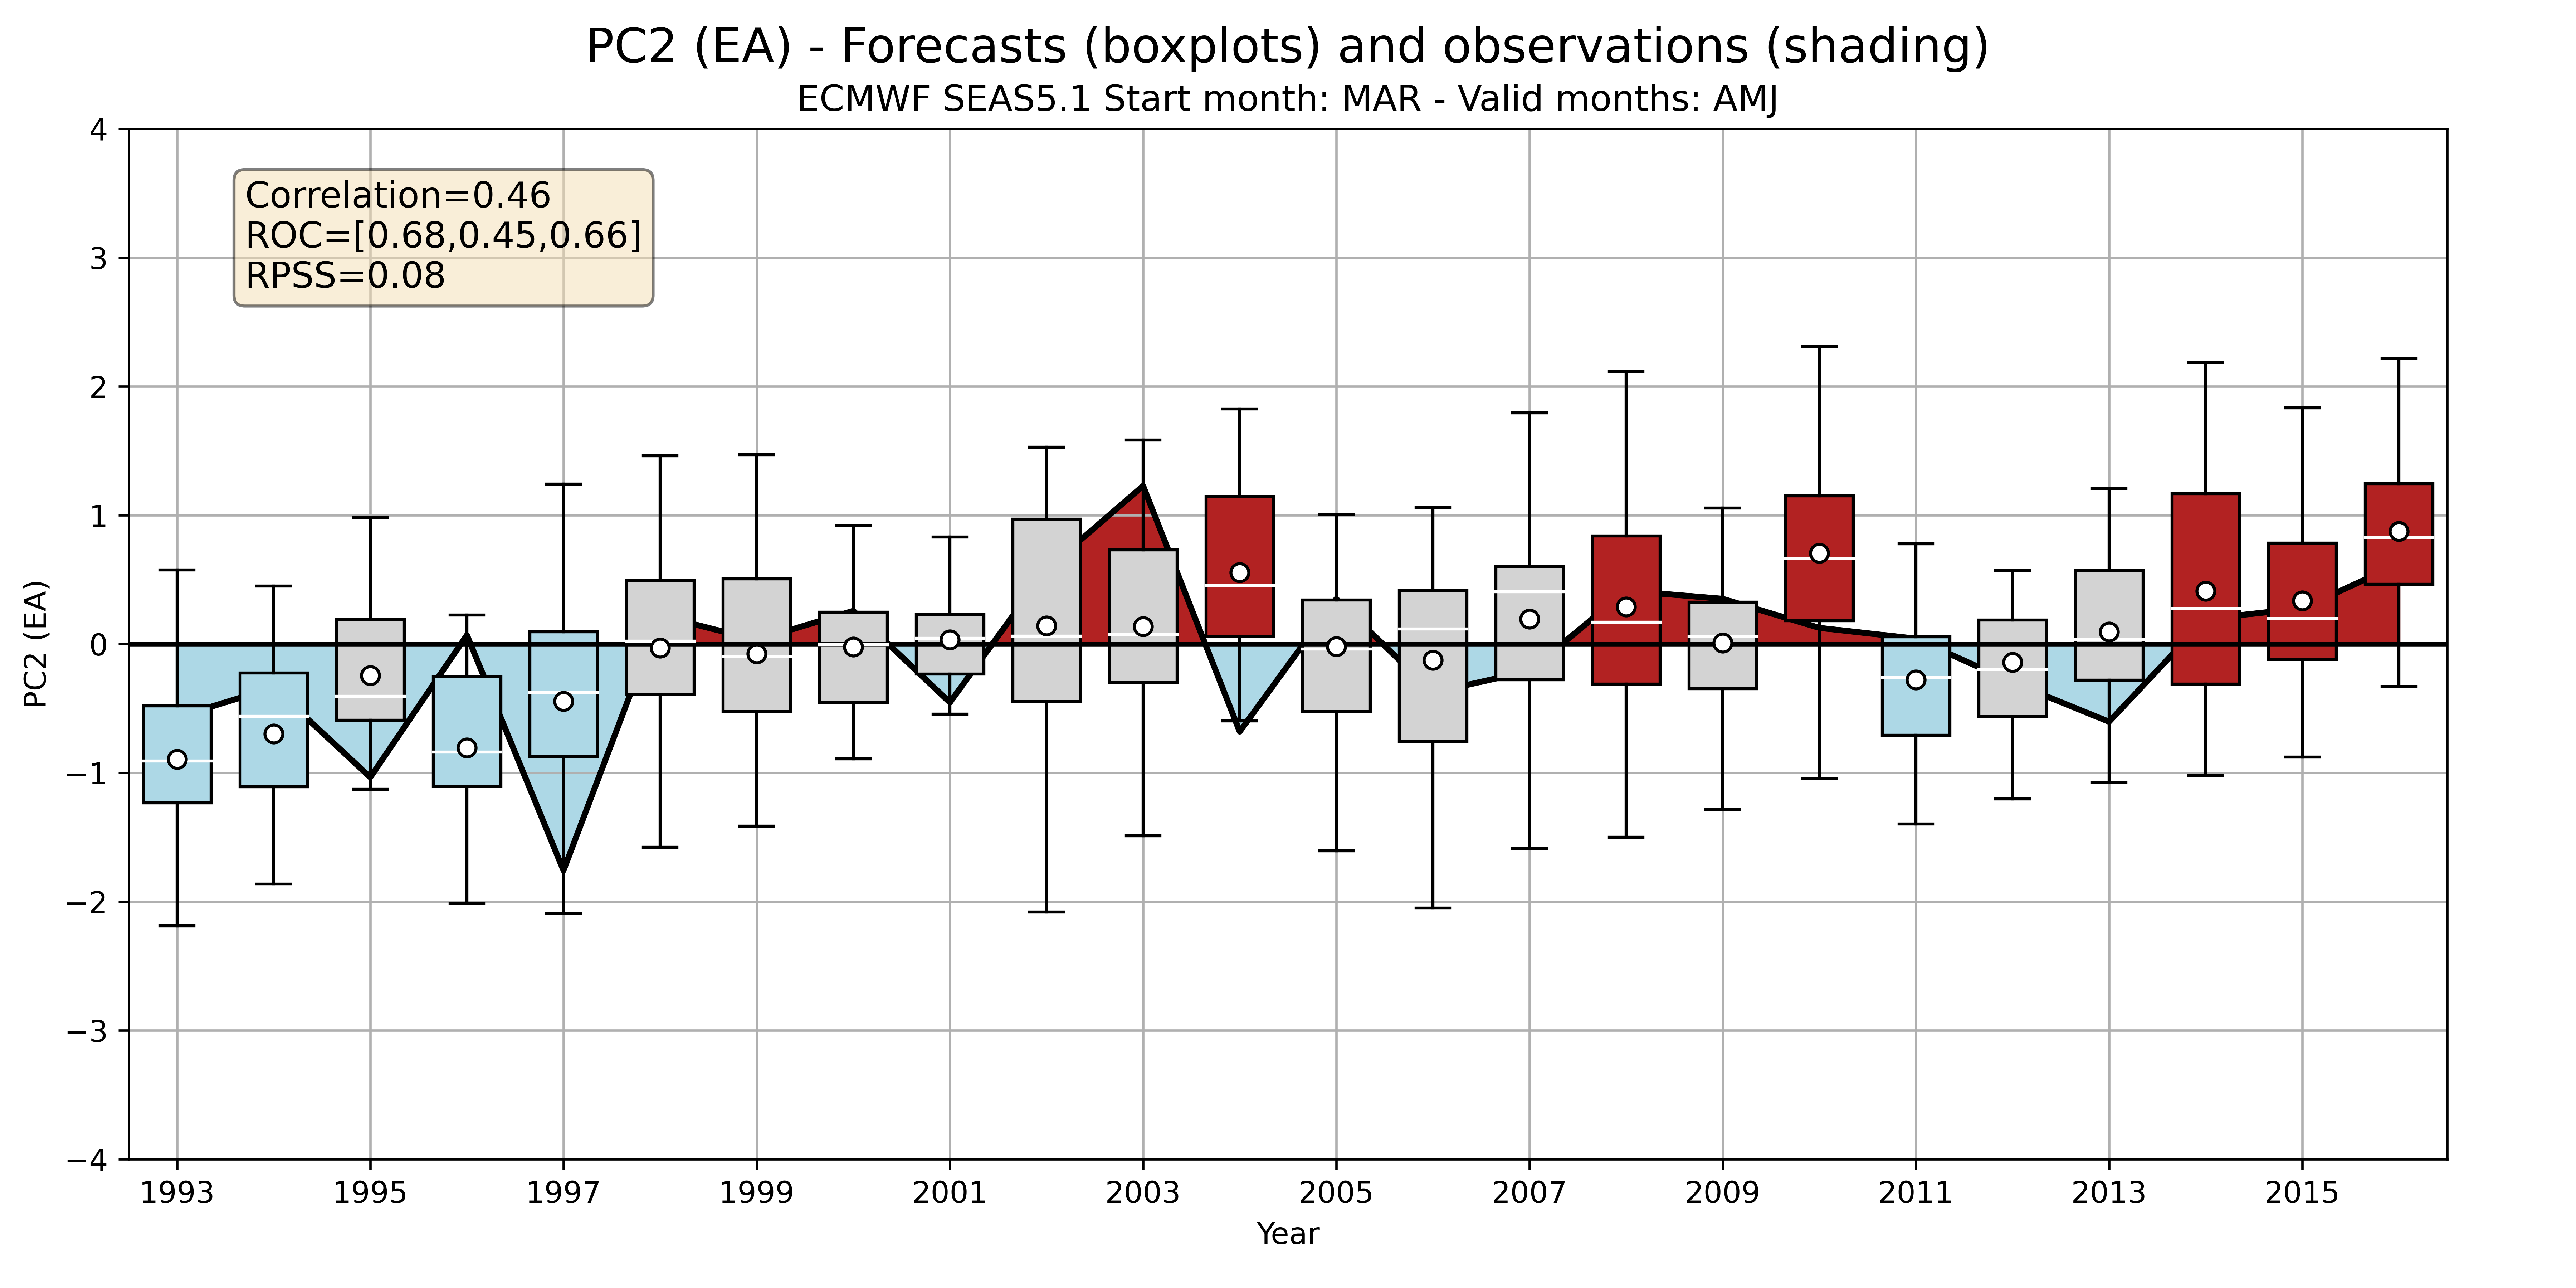 PC2 (EA) - Forecasts (boxplots) and observations (shading)
ECMWF SEAS5.1 Start month: MAR - Valid months: AMJ
Correlation=0.46
ROC=[0.68,0.45,0.66]
RPSS=0.08
PC2 (EA)
4
3
2
1
0
−1
−2
−3
−4
1993 1995 1997 1999 2001 2003 2005 2007 2009 2011 2013 2015
Year